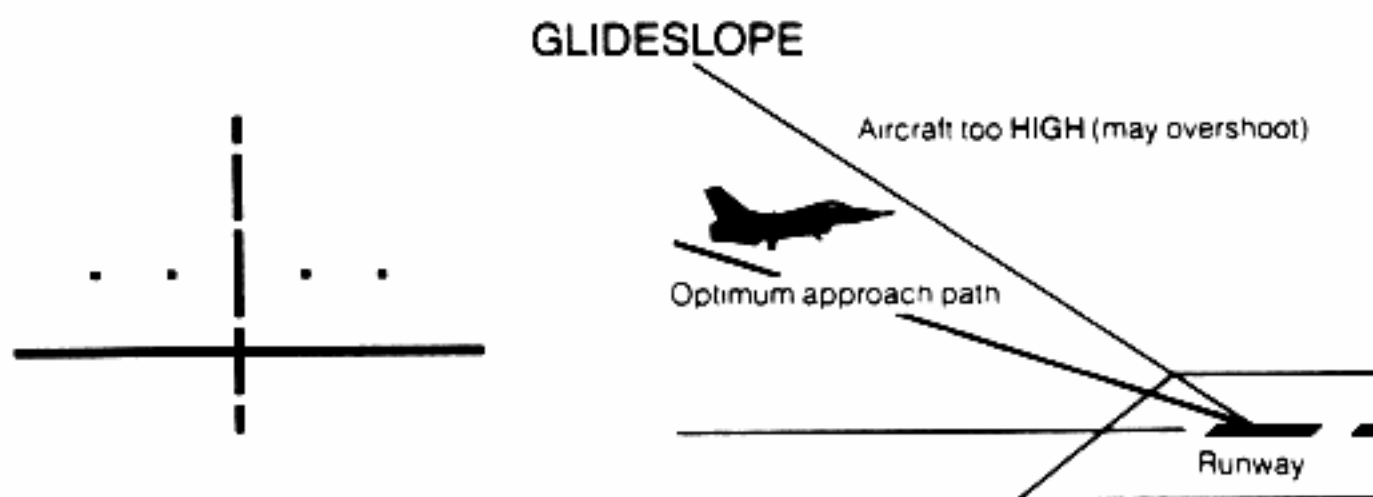 GLIDESLOPE
Aircraft too HIGH (may overshoot)
Optimum approach path
Runway